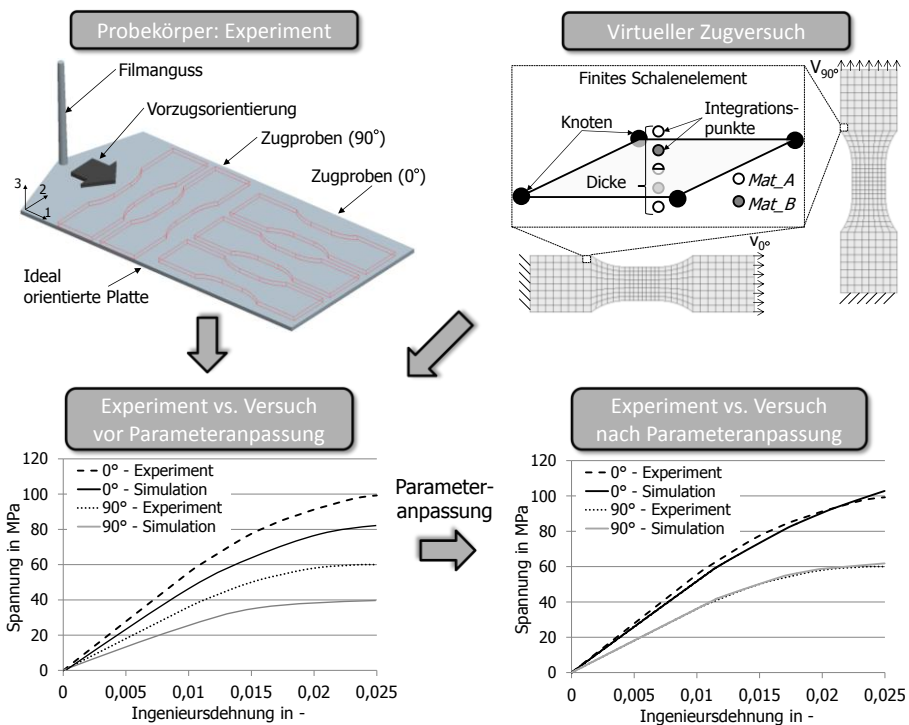 Probekörper: Experiment
Filmanguss
Vorzugsorientierung
Zugproben (90°)
Zugproben (0°)
3
2
1
Ideal
orientierte Platte
Virtueller Zugversuch
Finites Schalenelement
Knoten
Integrations-
punkte
Dicke
Mat_A
Mat_B
V90°
V0°
Experiment vs. Versuch
vor Parameteranpassung
Spannung in MPa
120
100
80
60
40
20
0
0° - Experiment
0° - Simulation
90° - Experiment
90° - Simulation
0
0,005
0,01
0,015
0,02
0,025
Ingenieursdehnung in -
Parameter-
anpassung
Experiment vs. Versuch
nach Parameteranpassung
Spannung in MPa
120
100
80
60
40
20
0
0° - Experiment
0° - Simulation
90° - Experiment
90° - Simulation
0
0,005
0,01
0,015
0,02
0,025
Ingenieursdehnung in -